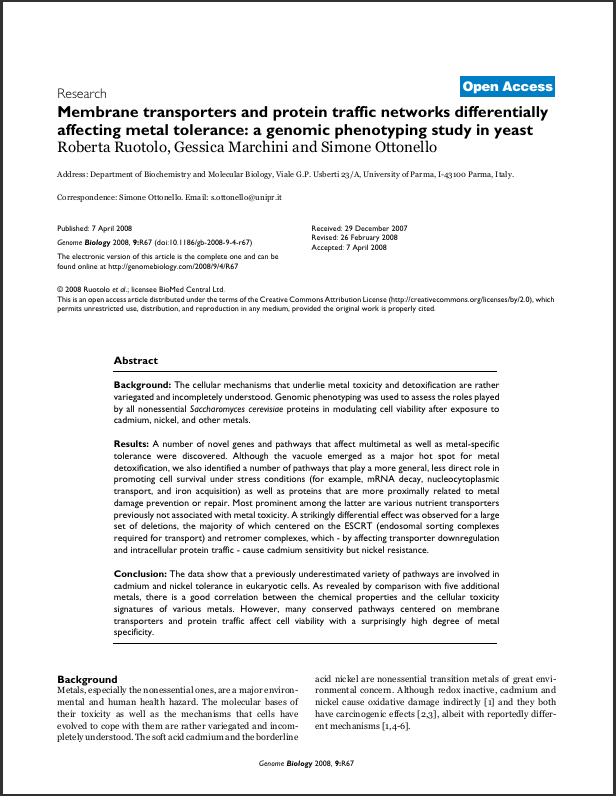 Open Access
Research
Membrane transporters and protein traffic networks differentially
affecting metal tolerance: a genomic phenotyping study in yeast
Roberta Ruotolo, Gessica Marchini and Simone Ottonello
Address: Department of Biochemistry and Molecular Biology, Viale G.P. Usberti 23/A, University of Parma, I-43100 Parma, Italy.
Correspondence: Simone Ottonello. Email: s.ottonello@unipr.it
Published: 7 April 2008
Genome Biology 2008, 9:R67 (doi:10.1186/gb-2008-9-4-r67)
The electronic version of this article is the complete one and can be
found online at http://genomebiology.com/2008/9/4/R67
Received: 29 December 2007
Revised: 26 February 2008
Accepted: 7 April 2008
© 2008 Ruotolo et al.; licensee BioMed Central Ltd.
This is an open access article distributed under the terms of the Creative Commons Attribution License (http://creativecommons.org/licenses/by/2.0), which
permits unrestricted use, distribution, and reproduction in any medium, provided the original work is properly cited.
Abstract
Background: The cellular mechanisms that underlie metal toxicity and detoxification are rather
variegated and incompletely understood. Genomic phenotyping was used to assess the roles played
by all nonessential Saccharomyces cerevisiae proteins in modulating cell viability after exposure to
cadmium, nickel, and other metals.
Results: A number of novel genes and pathways that affect multimetal as well as metal-specific
tolerance were discovered. Although the vacuole emerged as a major hot spot for metal
detoxification, we also identified a number of pathways that play a more general, less direct role in
promoting cell survival under stress conditions (for example, mRNA decay, nucleocytoplasmic
transport, and iron acquisition) as well as proteins that are more proximally related to metal
damage prevention or repair. Most prominent among the latter are various nutrient transporters
previously not associated with metal toxicity. A strikingly differential effect was observed for a large
set of deletions, the majority of which centered on the ESCRT (endosomal sorting complexes
required for transport) and retromer complexes, which - by affecting transporter downregulation
and intracellular protein traffic - cause cadmium sensitivity but nickel resistance.
Conclusion: The data show that a previously underestimated variety of pathways are involved in
cadmium and nickel tolerance in eukaryotic cells. As revealed by comparison with five additional
metals, there is a good correlation between the chemical properties and the cellular toxicity
signatures of various metals. However, many conserved pathways centered on membrane
transporters and protein traffic affect cell viability with a surprisingly high degree of metal
specificity.
Background
Metals, especially the nonessential ones, are a major environ-
mental and human health hazard. The molecular bases of
their toxicity as well as the mechanisms that cells have
evolved to cope with them are rather variegated and incom-
pletely understood. The soft acid cadmium and the borderline
acid nickel are nonessential transition metals of great envi-
ronmental concern. Although redox inactive, cadmium and
nickel cause oxidative damage indirectly [1] and they both
have carcinogenic effects [2,3], albeit with reportedly differ-
ent mechanisms [1,4-6].
Genome Biology 2008, 9:R67